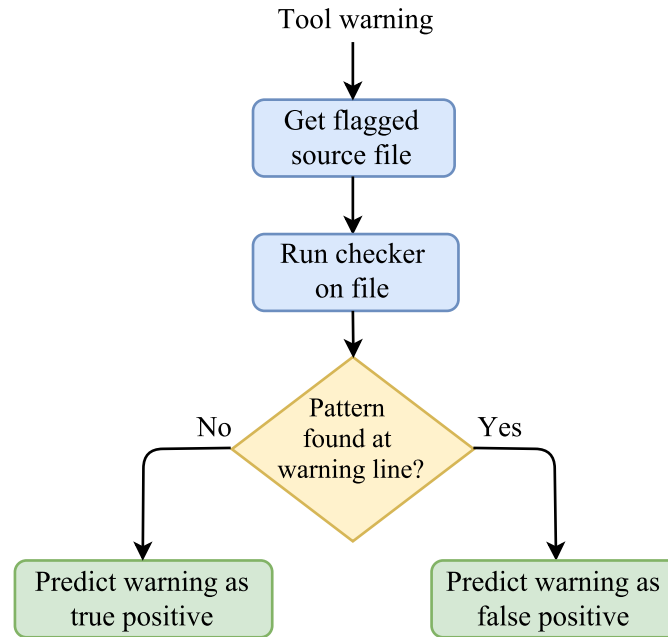 Tool warning
Get flagged
source file
Run checker
on file
Pattern
found at
warning line?
No
Yes
Predict warning as
true positive
Predict warning as
false positive